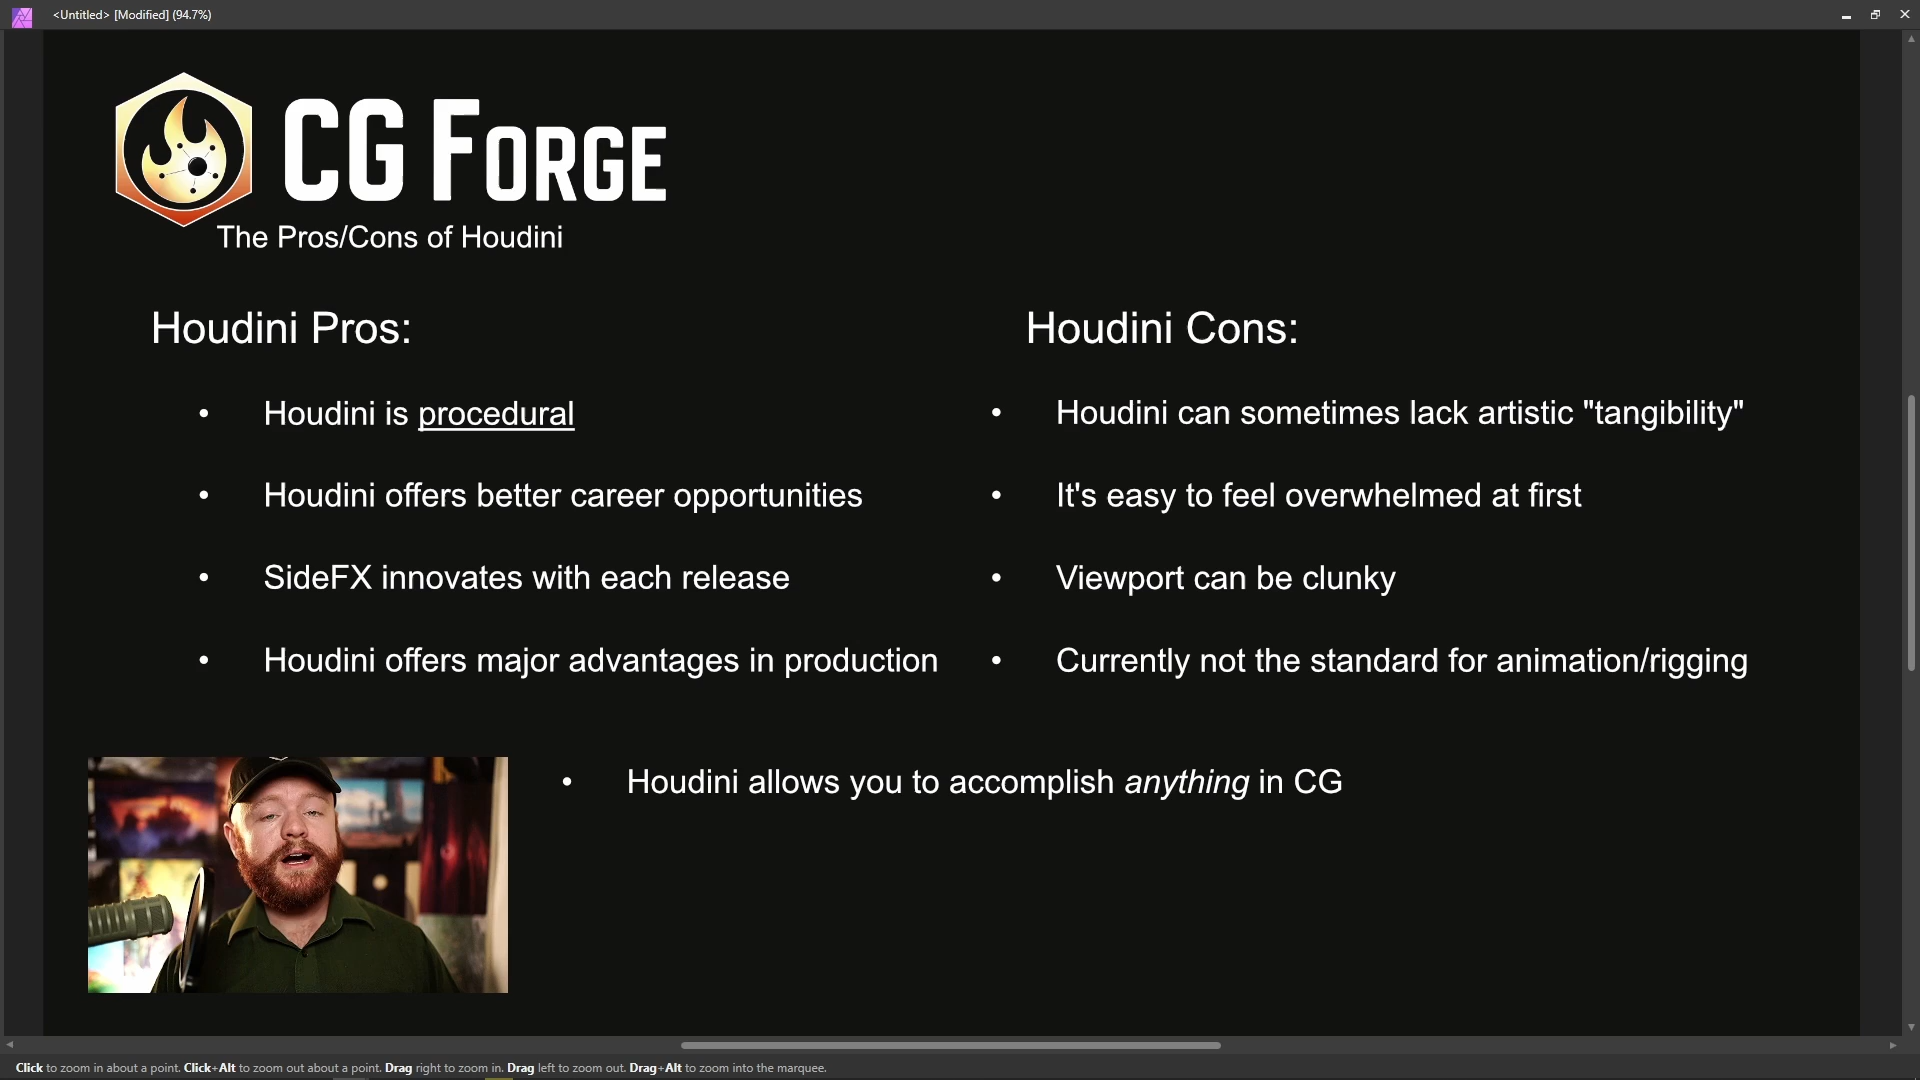 <Untitled> [Modified] (94.7%)
CG FORGE
The Pros/Cons of Houdini
Houdini Pros:
• Houdini is procedural
• Houdini offers better career opportunities
• SideFX innovates with each release
• Houdini offers major advantages in production
Houdini Cons:
• Houdini can sometimes lack artistic "tangibility"
• It's easy to feel overwhelmed at first
• Viewport can be clunky
• Currently not the standard for animation/rigging
• Houdini allows you to accomplish anything in CG
Click to zoom in about a point. Click+Alt to zoom out about a point. Drag right to zoom in. Drag left to zoom out. Drag+Alt to zoom into the marquee.